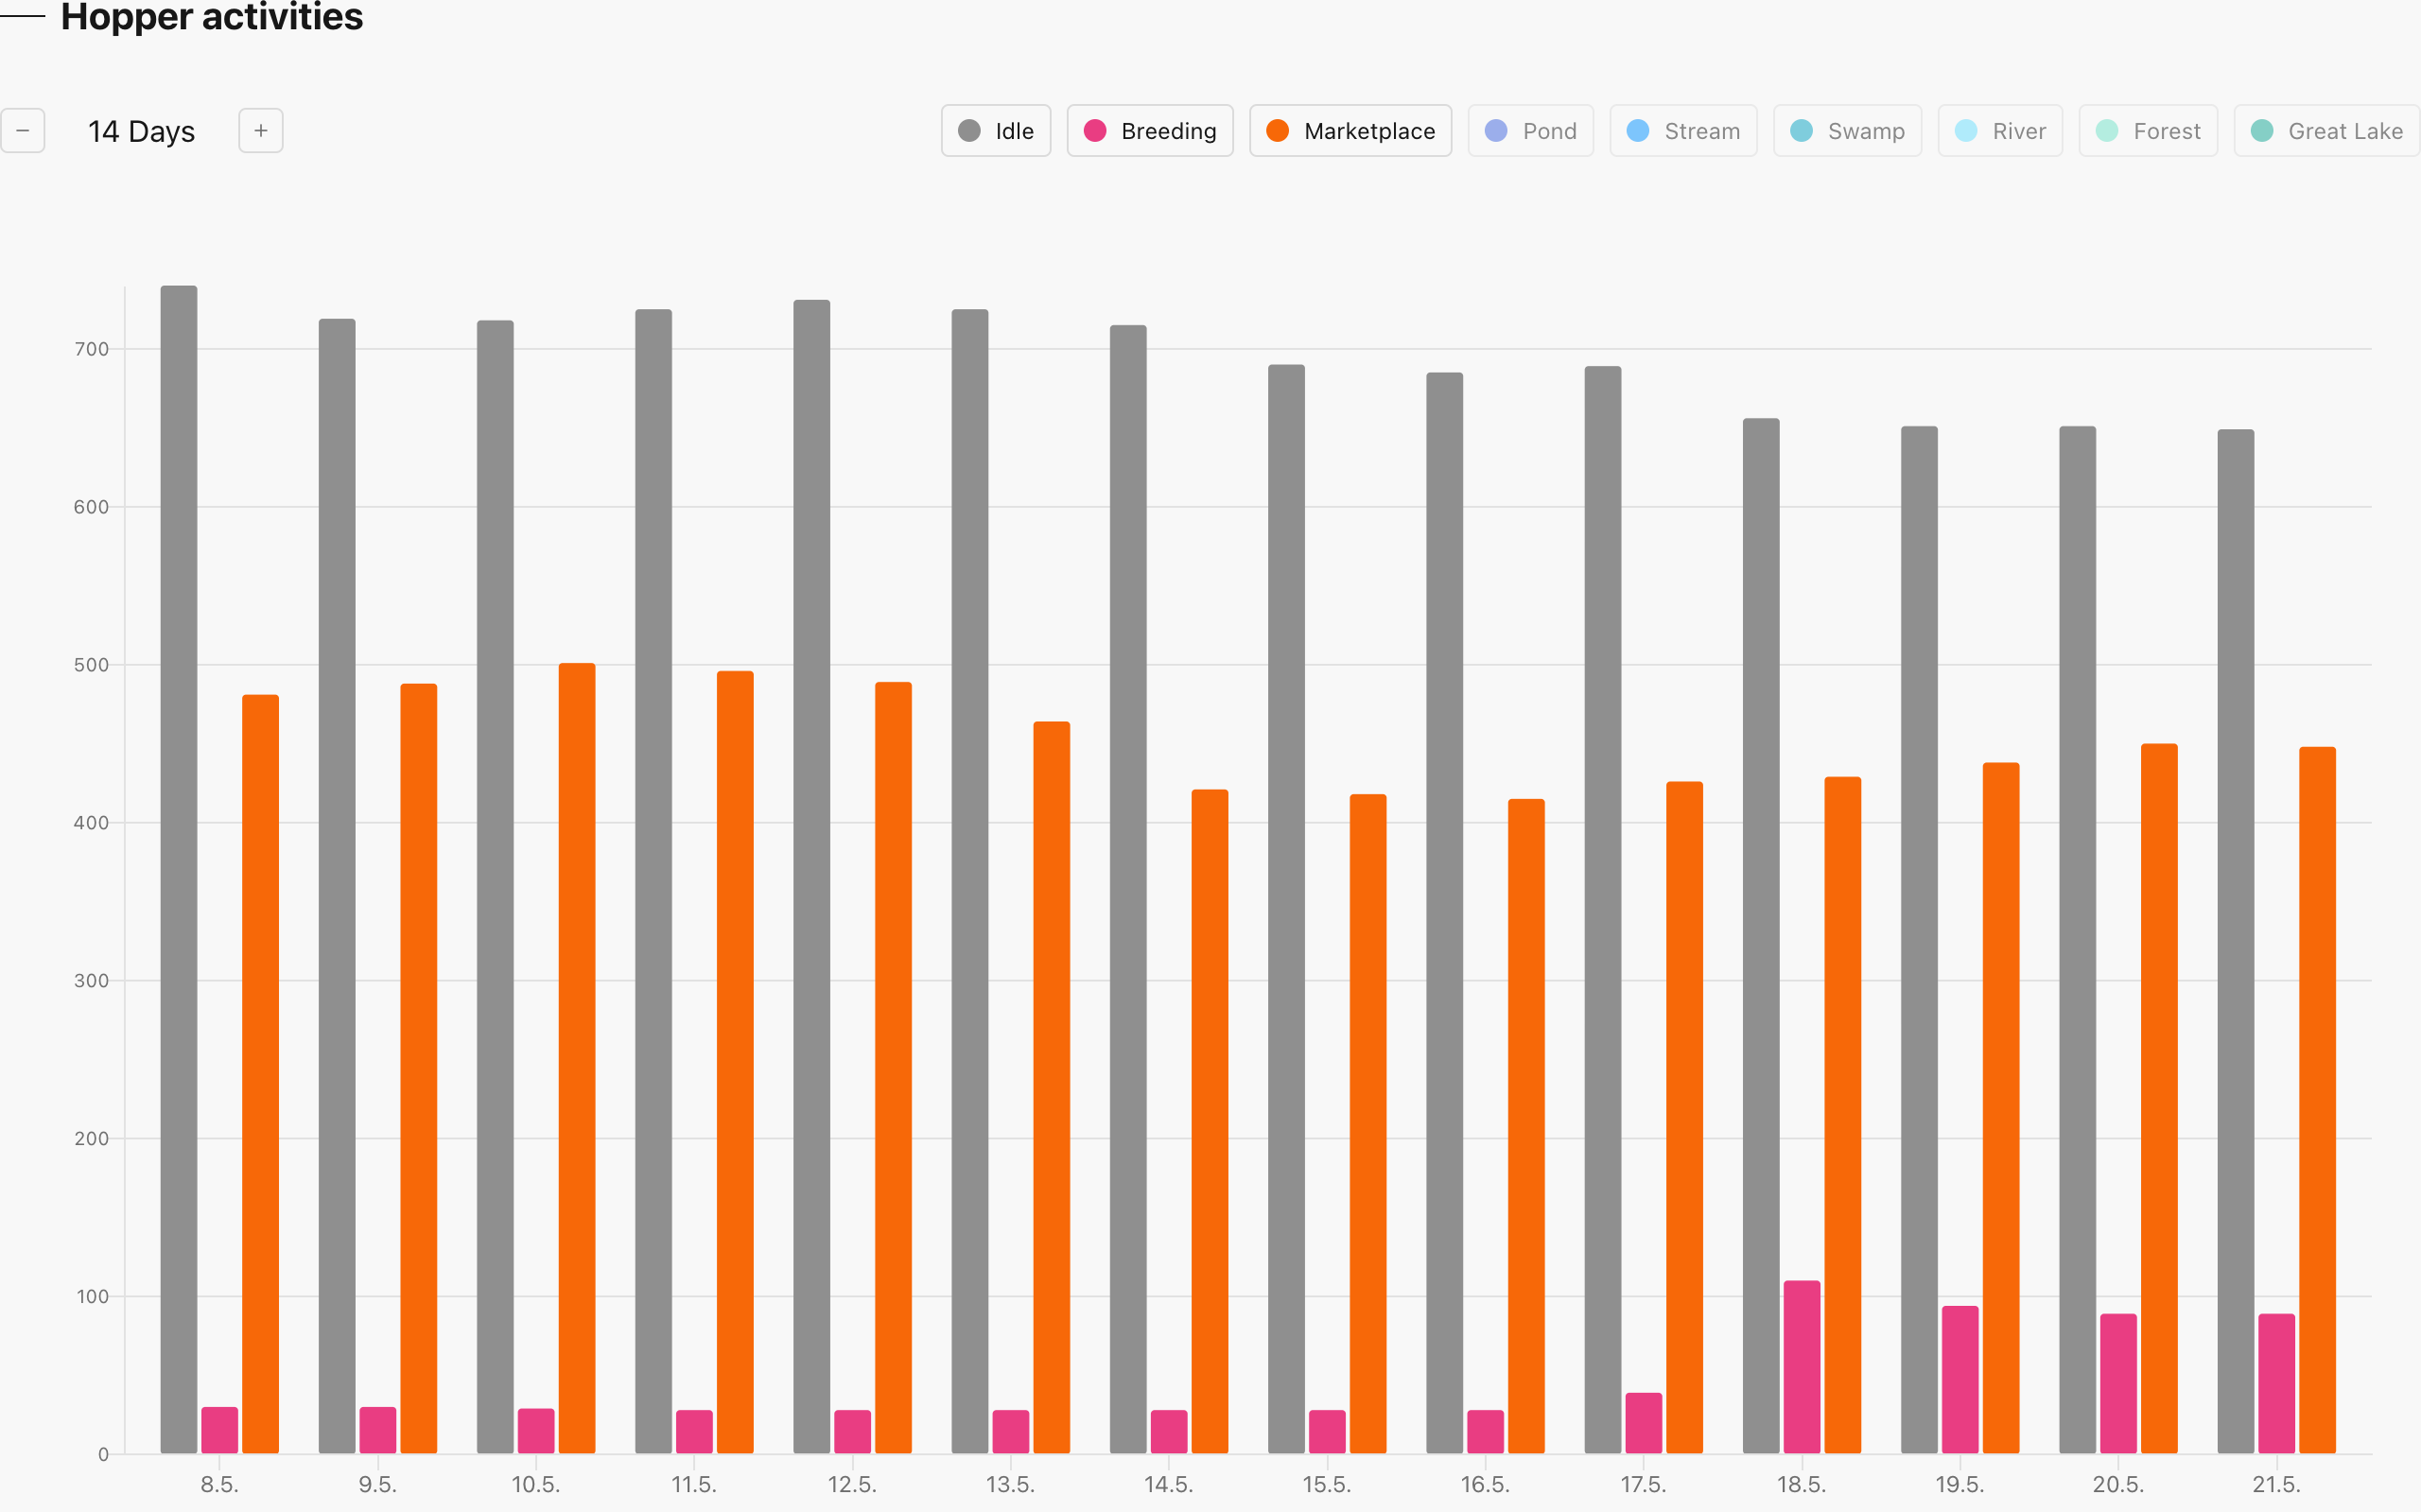 Hopper activities
− 14 Days + Idle Breeding Marketplace Pond Stream Swamp River Forest Great Lake
700
600
500
400
300
200
100
0
8.5. 9.5. 10.5. 11.5. 12.5. 13.5. 14.5. 15.5. 16.5. 17.5. 18.5. 19.5. 20.5. 21.5.